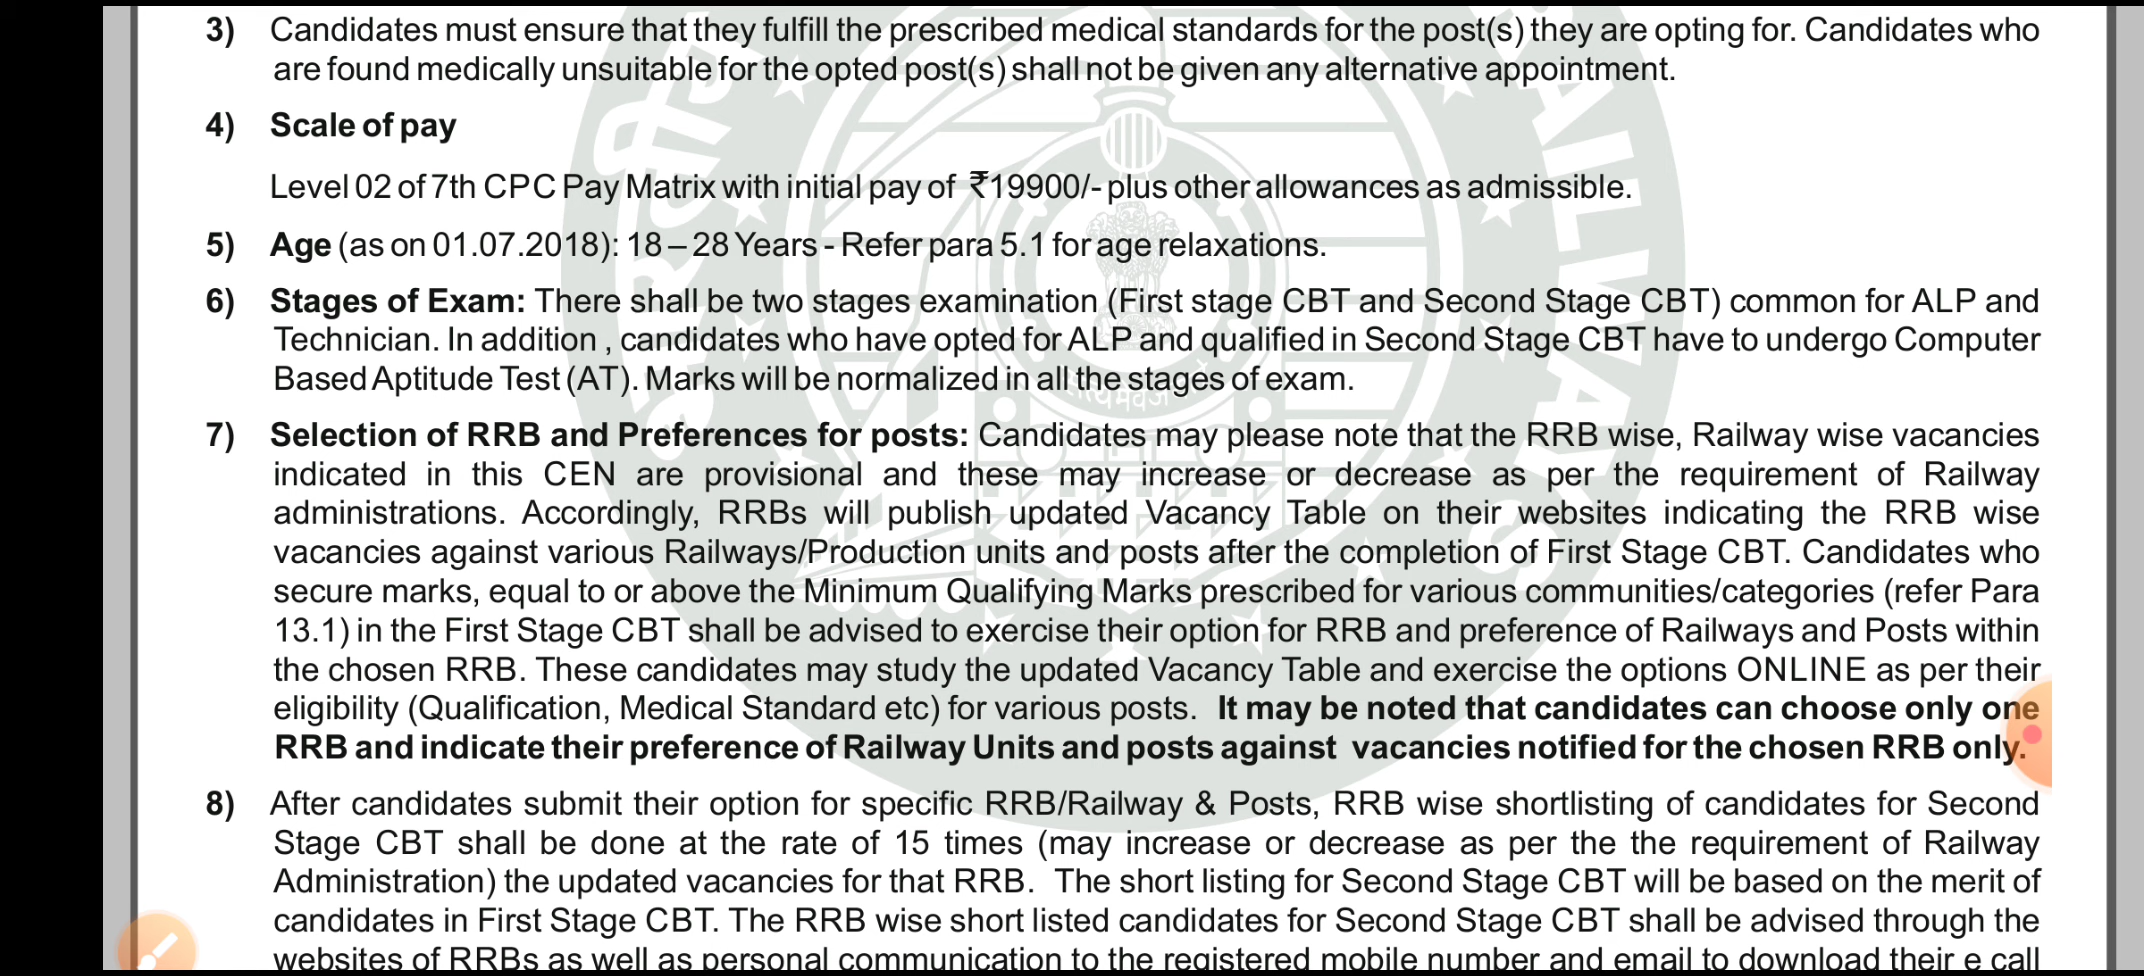 3) Candidates must ensure that they fulfill the prescribed medical standards for the post(s) they are opting for. Candidates who
are found medically unsuitable for the opted post(s) shall not be given any alternative appointment.
4) Scale of pay
Level 02 of 7th CPC Pay Matrix with initial pay of ₹19900/- plus other allowances as admissible.
5) Age (as on 01.07.2018): 18 – 28 Years - Refer para 5.1 for age relaxations.
6) Stages of Exam: There shall be two stages examination (First stage CBT and Second Stage CBT) common for ALP and
Technician. In addition , candidates who have opted for ALP and qualified in Second Stage CBT have to undergo Computer
Based Aptitude Test (AT). Marks will be normalized in all the stages of exam.
7) Selection of RRB and Preferences for posts: Candidates may please note that the RRB wise, Railway wise vacancies
indicated in this CEN are provisional and these may increase or decrease as per the requirement of Railway
administrations. Accordingly, RRBs will publish updated Vacancy Table on their websites indicating the RRB wise
vacancies against various Railways/Production units and posts after the completion of First Stage CBT. Candidates who
secure marks, equal to or above the Minimum Qualifying Marks prescribed for various communities/categories (refer Para
13.1) in the First Stage CBT shall be advised to exercise their option for RRB and preference of Railways and Posts within
the chosen RRB. These candidates may study the updated Vacancy Table and exercise the options ONLINE as per their
eligibility (Qualification, Medical Standard etc) for various posts. It may be noted that candidates can choose only one
RRB and indicate their preference of Railway Units and posts against vacancies notified for the chosen RRB only.
8) After candidates submit their option for specific RRB/Railway & Posts, RRB wise shortlisting of candidates for Second
Stage CBT shall be done at the rate of 15 times (may increase or decrease as per the the requirement of Railway
Administration) the updated vacancies for that RRB. The short listing for Second Stage CBT will be based on the merit of
candidates in First Stage CBT. The RRB wise short listed candidates for Second Stage CBT shall be advised through the
websites of RRBs as well as personal communication to the registered mobile number and email to download their e call